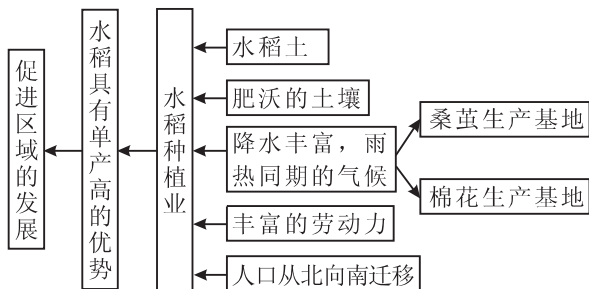 促进区域的发展
水稻具有单产高的优势
水稻种植业
水稻土
肥沃的土壤
降水丰富，雨
热同期的气候
丰富的劳动力
人口从北向南迁移
桑茧生产基地
棉花生产基地